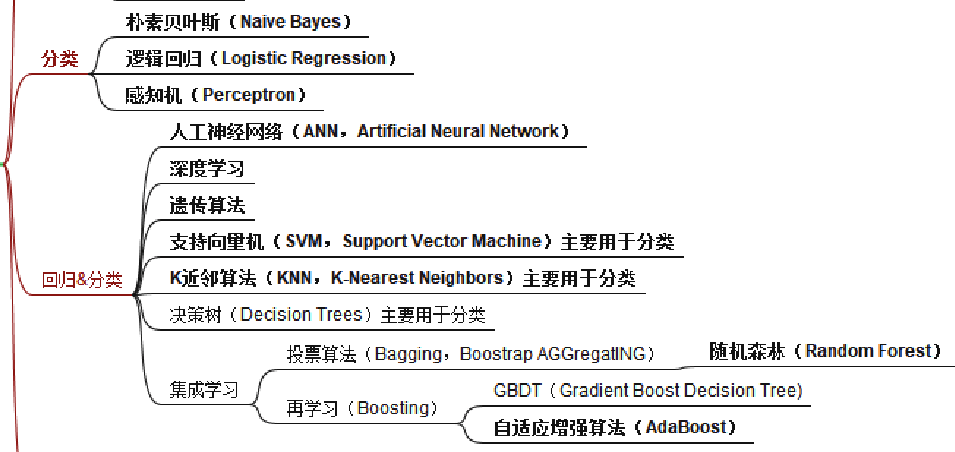 朴素贝叶斯（Naive Bayes）
分类
逻辑回归（Logistic Regression）
感知机（Perceptron）
人工神经网络（ANN，Artificial Neural Network）
深度学习
遗传算法
支持向量机（SVM，Support Vector Machine）主要用于分类
回归&分类
K近邻算法（KNN，K-Nearest Neighbors）主要用于分类
决策树（Decision Trees）主要用于分类
集成学习
投票算法（Bagging，Boostrap AGGregatING）
随机森林（Random Forest）
再学习（Boosting）
GBDT（Gradient Boost Decision Tree)
自适应增强算法（AdaBoost）